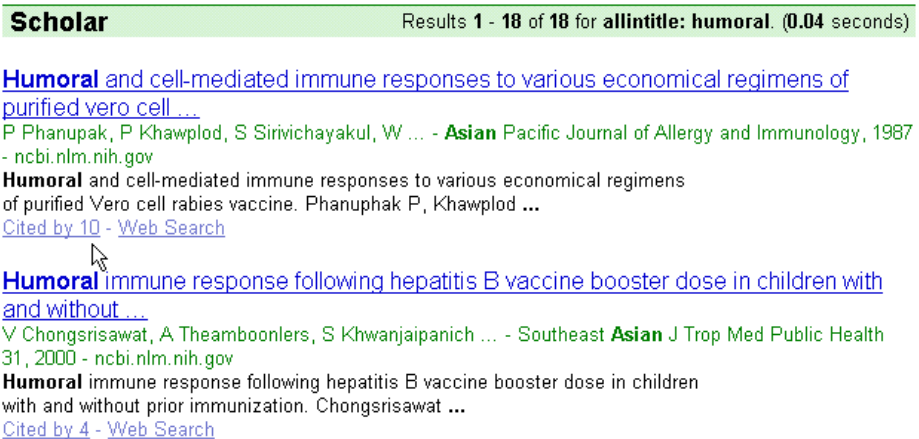 Scholar Results 1 - 18 of 18 for allintitle: humoral. (0.04 seconds)
Humoral and cell-mediated immune responses to various economical regimens of
purified vero cell ...
P Phanupak, P Khawplod, S Sirivichayakul, W ... - Asian Pacific Journal of Allergy and Immunology, 1987
- ncbi.nlm.nih.gov
Humoral and cell-mediated immune responses to various economical regimens
of purified Vero cell rabies vaccine. Phanuphak P, Khawplod ...
Cited by 10 - Web Search
Humoral immune response following hepatitis B vaccine booster dose in children with
and without ...
V Chongsrisawat, A Theamboonlers, S Khwanjaipanich ... - Southeast Asian J Trop Med Public Health
31, 2000 - ncbi.nlm.nih.gov
Humoral immune response following hepatitis B vaccine booster dose in children
with and without prior immunization. Chongsrisawat ...
Cited by 4 - Web Search